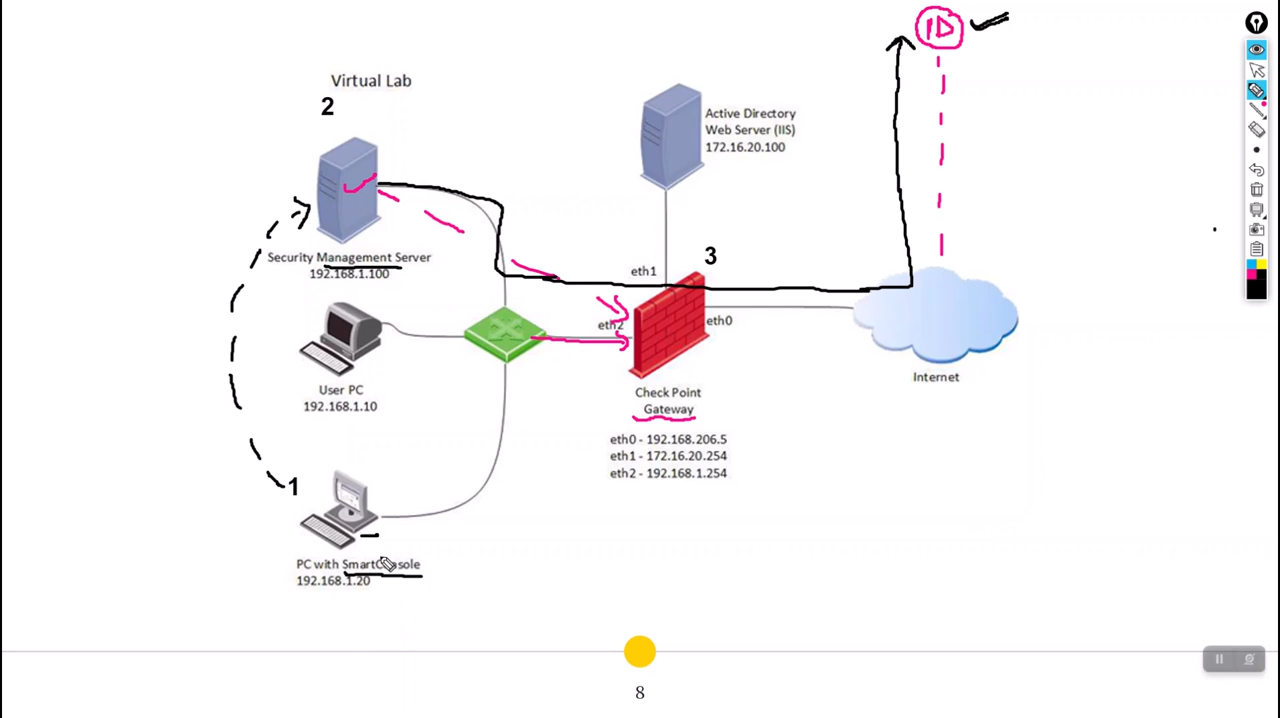 ID
Virtual Lab
2
Active Directory
Web Server (IIS)
172.16.20.100
Security Management Server
192.168.1.100
3
eth1
eth2
eth0
User PC
192.168.1.10
Internet
Check Point
Gateway
eth0 - 192.168.206.5
eth1 - 172.16.20.254
eth2 - 192.168.1.254
1
PC with SmartConsole
192.168.1.20
8